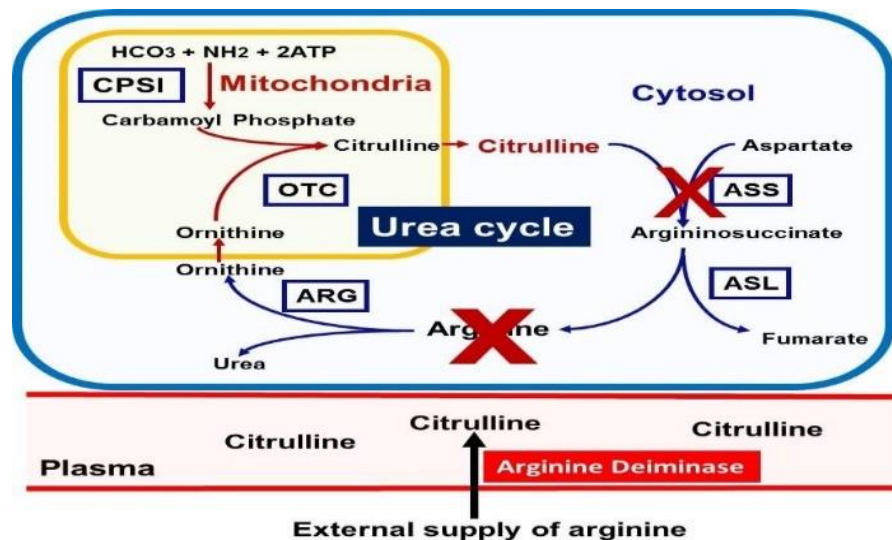 HCO3 + NH2 + 2ATP
CPSI
Mitochondria
Carbamoyl Phosphate
Cytosol
Citrulline
Citrulline
Aspartate
OTC
ASS
Ornithine
Urea cycle
Argininosuccinate
Ornithine
ARG
ASL
Arginine
Urea
Fumarate
Citrulline
Citrulline
Citrulline
Plasma
Arginine Deiminase
External supply of arginine